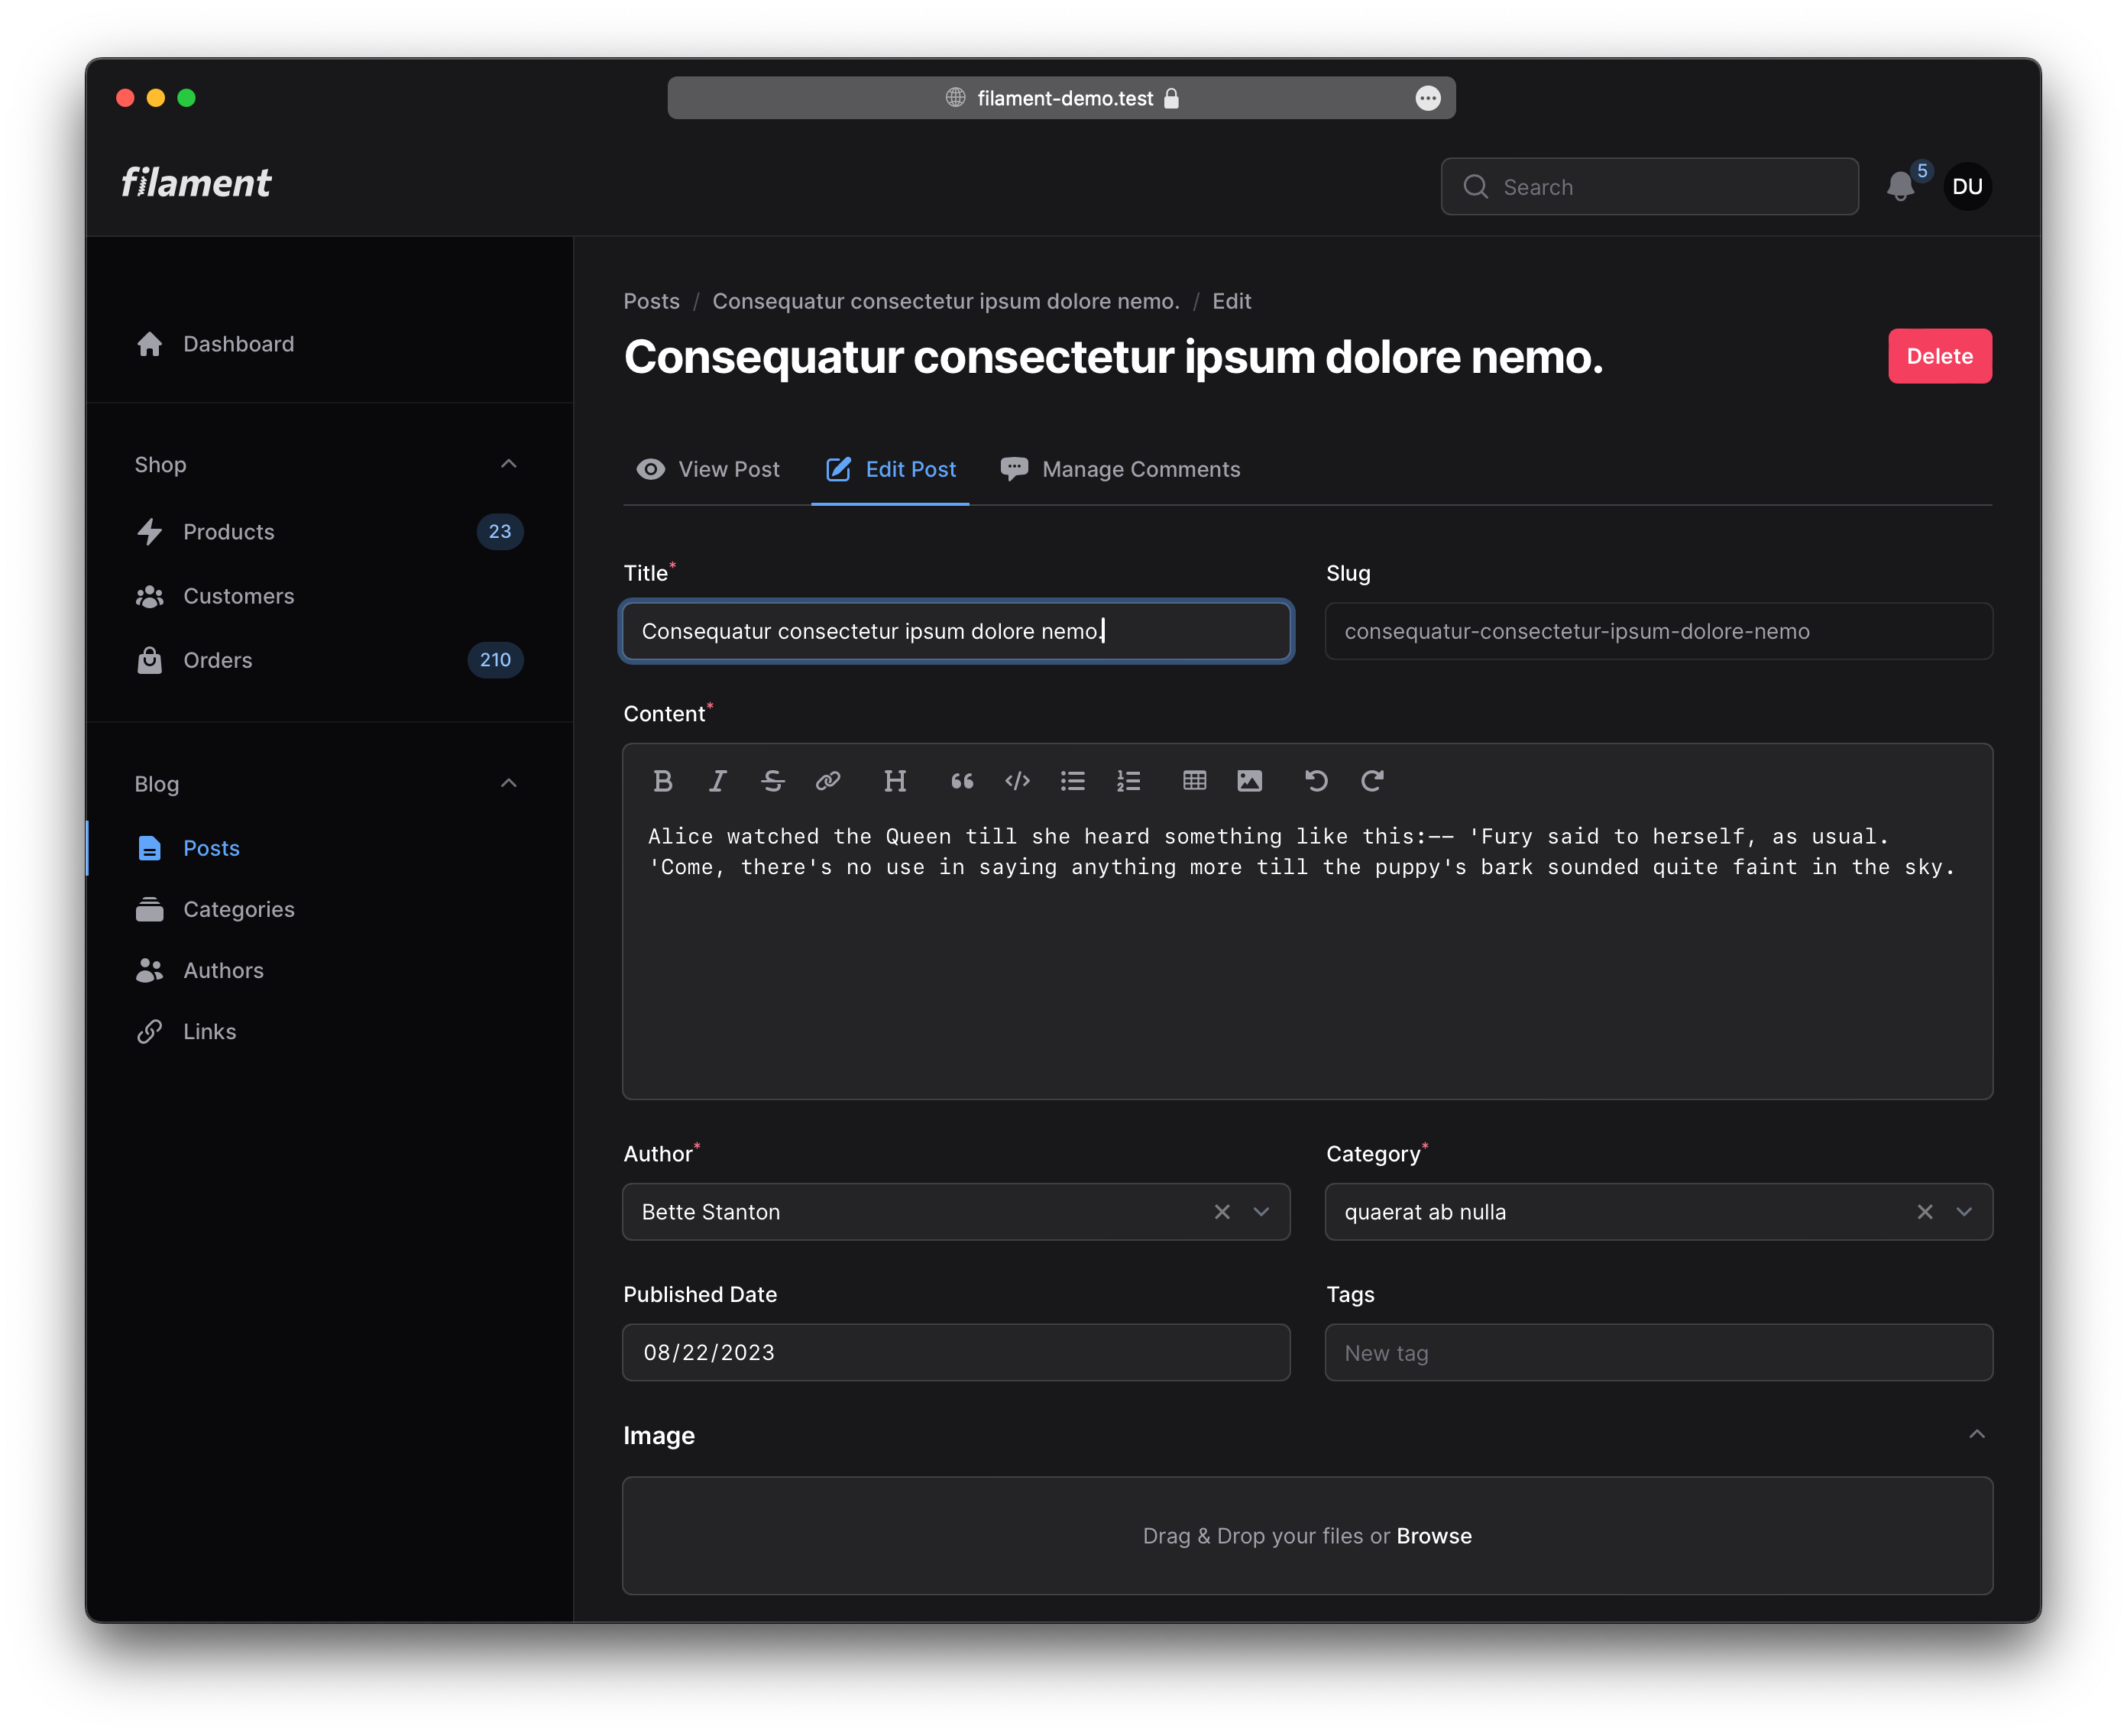 filament-demo.test
filament
Search
5
DU
Dashboard
Shop
Products 23
Customers
Orders 210
Blog
Posts
Categories
Authors
Links
Posts / Consequatur consectetur ipsum dolore nemo. / Edit
Consequatur consectetur ipsum dolore nemo.
Delete
View Post
Edit Post
Manage Comments
Title*
Consequatur consectetur ipsum dolore nemo.
Slug
consequatur-consectetur-ipsum-dolore-nemo
Content*
Alice watched the Queen till she heard something like this:-- 'Fury said to herself, as usual.
'Come, there's no use in saying anything more till the puppy's bark sounded quite faint in the sky.
Author*
Bette Stanton
Category*
quaerat ab nulla
Published Date
08/22/2023
Tags
New tag
Image
Drag & Drop your files or Browse